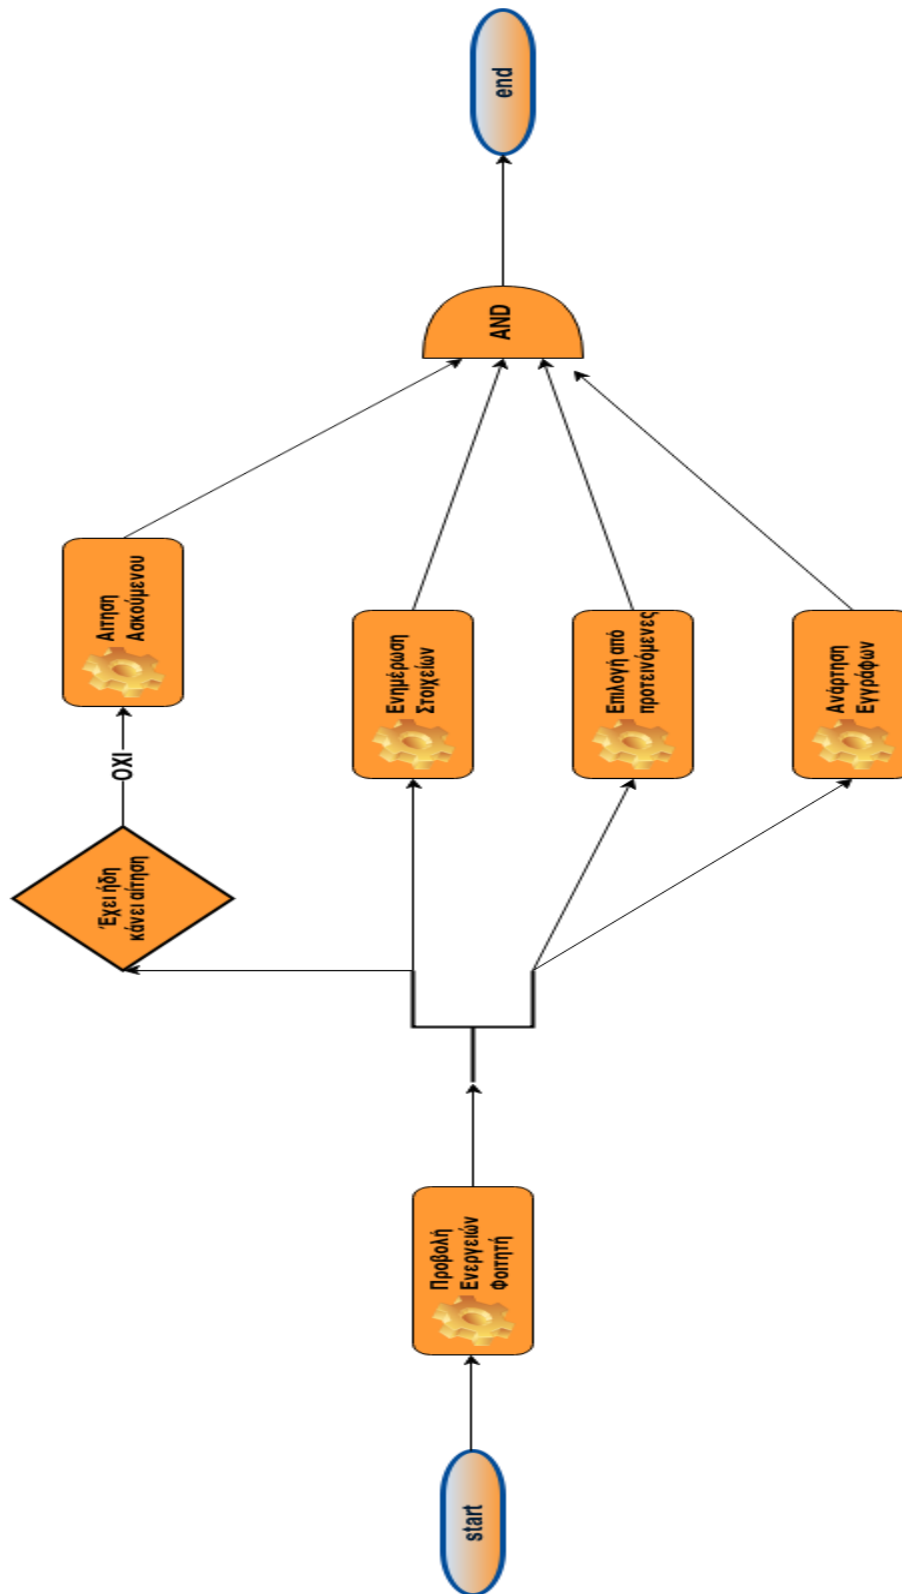 start
Προβολή
Ενεργειών
Φοιτητή
Έχει ήδη
κάνει αίτηση
ΟΧΙ
Αιτηση
Ασκούμενου
Ενημέρωση
Στοιχείων
Επιλογή από
προτεινόμενες
Ανάρτηση
Εγγράφων
AND
end